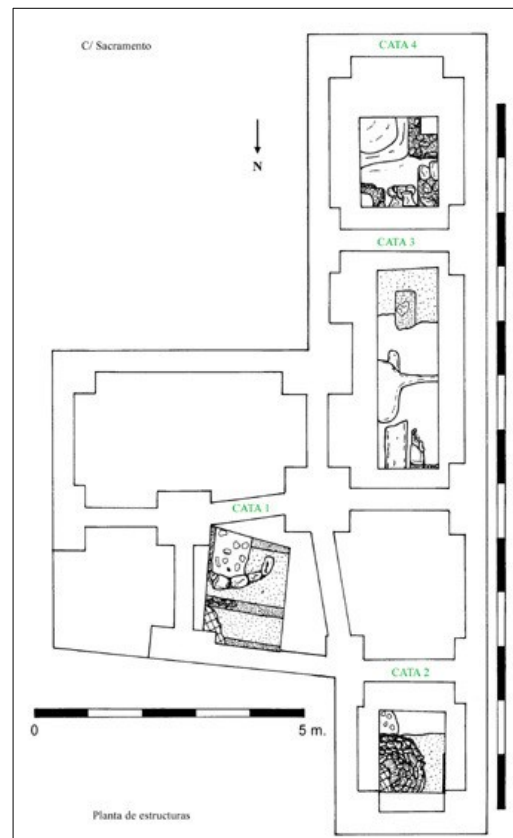 C/ Sacramento
CATA 4
N
CATA 3
CATA 1
CATA 2
0
5 m.
Planta de estructuras